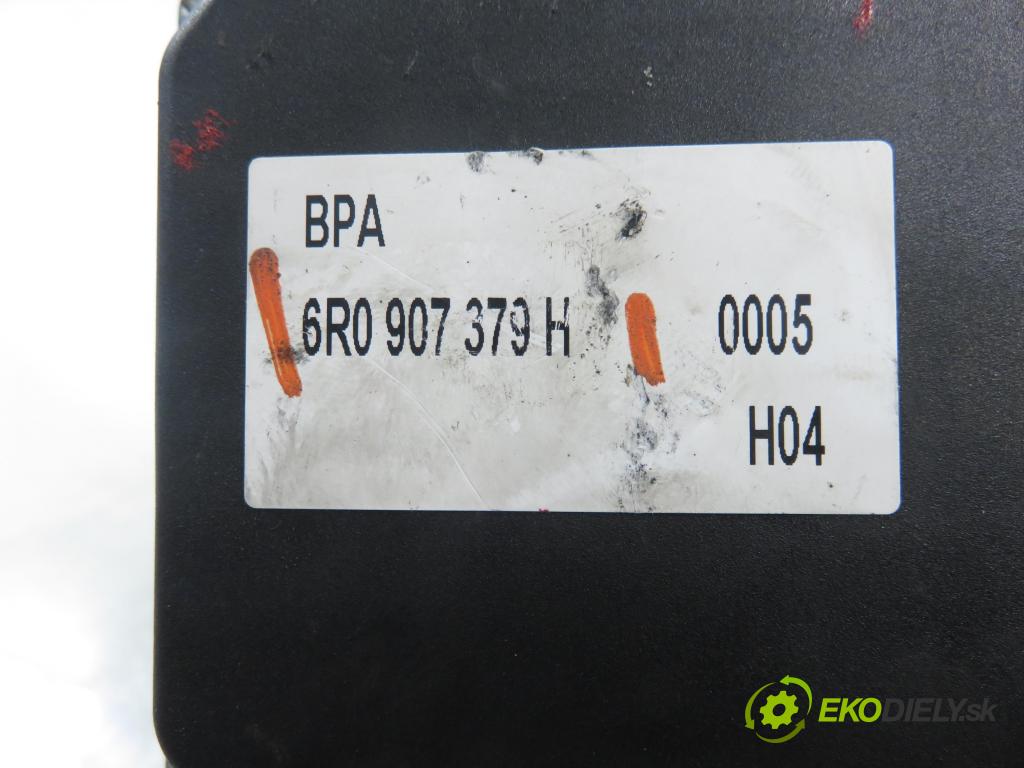 BPA
6R0 907 379 H 0005
H04
EKODIELY.sk